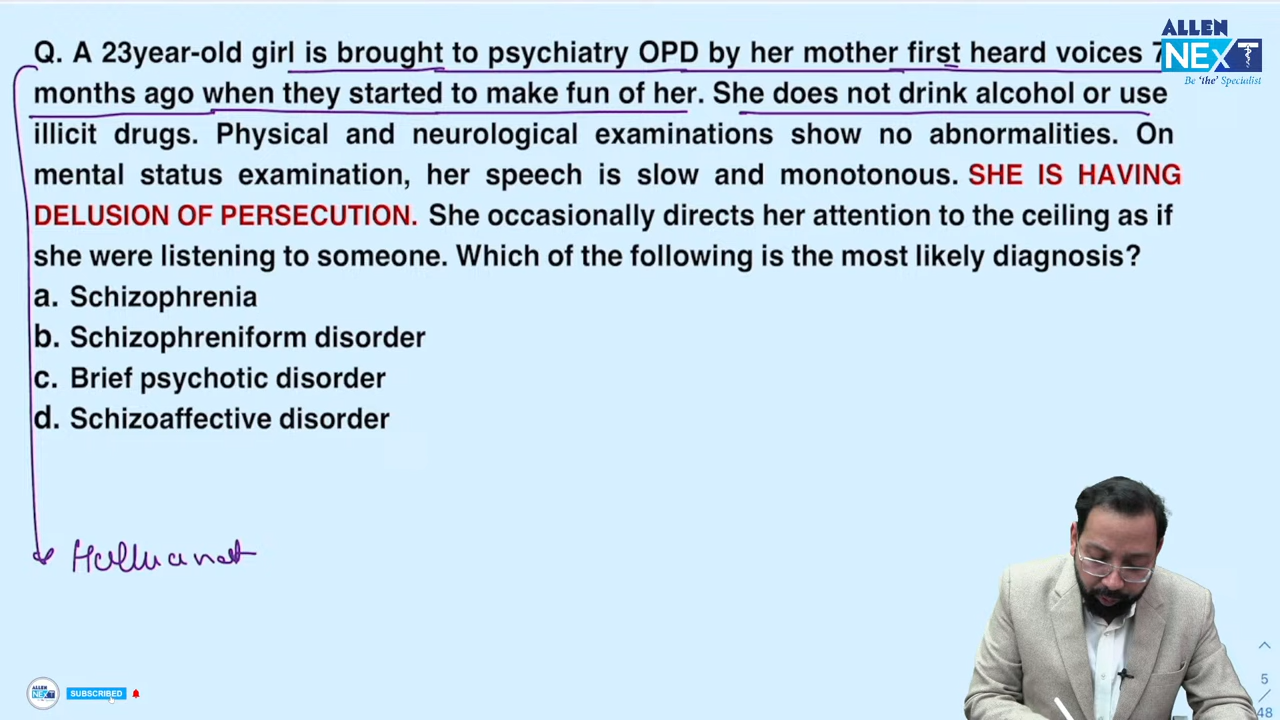 ALLEN
NEXT
Be 'the' Specialist
Q. A 23year-old girl is brought to psychiatry OPD by her mother first heard voices 7
months ago when they started to make fun of her. She does not drink alcohol or use
illicit drugs. Physical and neurological examinations show no abnormalities. On
mental status examination, her speech is slow and monotonous. SHE IS HAVING
DELUSION OF PERSECUTION. She occasionally directs her attention to the ceiling as if
she were listening to someone. Which of the following is the most likely diagnosis?
a. Schizophrenia
b. Schizophreniform disorder
c. Brief psychotic disorder
d. Schizoaffective disorder
ALLEN
NEXT
SUBSCRIBED
5
/
48